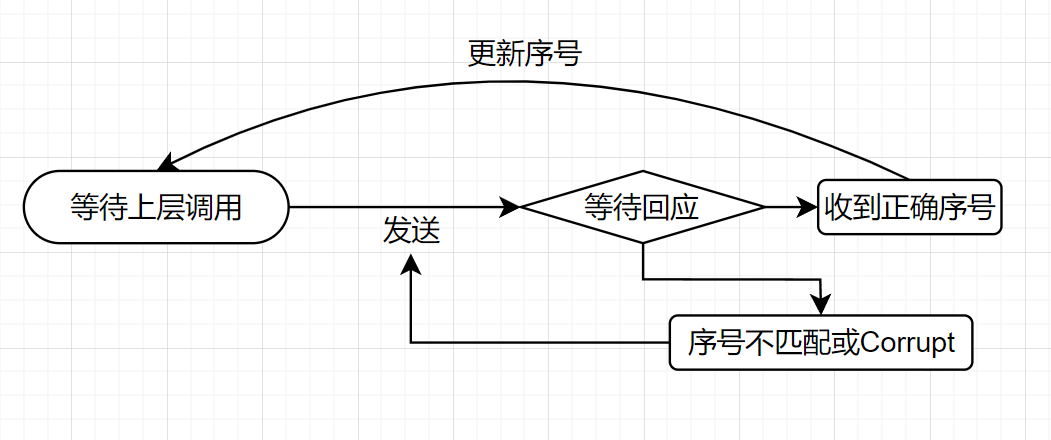 更新序号
等待上层调用
发送
等待回应
收到正确序号
序号不匹配或Corrupt